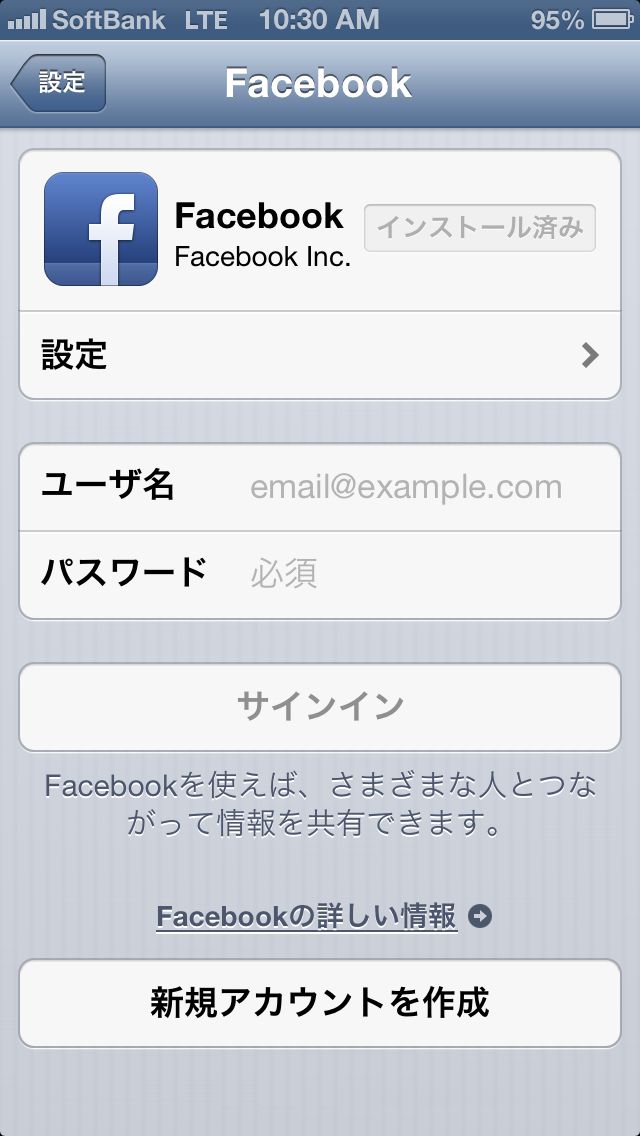 SoftBank LTE 10:30 AM 95%
設定 Facebook
Facebook インストール済み
Facebook Inc.
設定
ユーザ名 email@example.com
パスワード 必須
サインイン
Facebookを使えば、さまざまな人とつな
がって情報を共有できます。
Facebookの詳しい情報
新規アカウントを作成